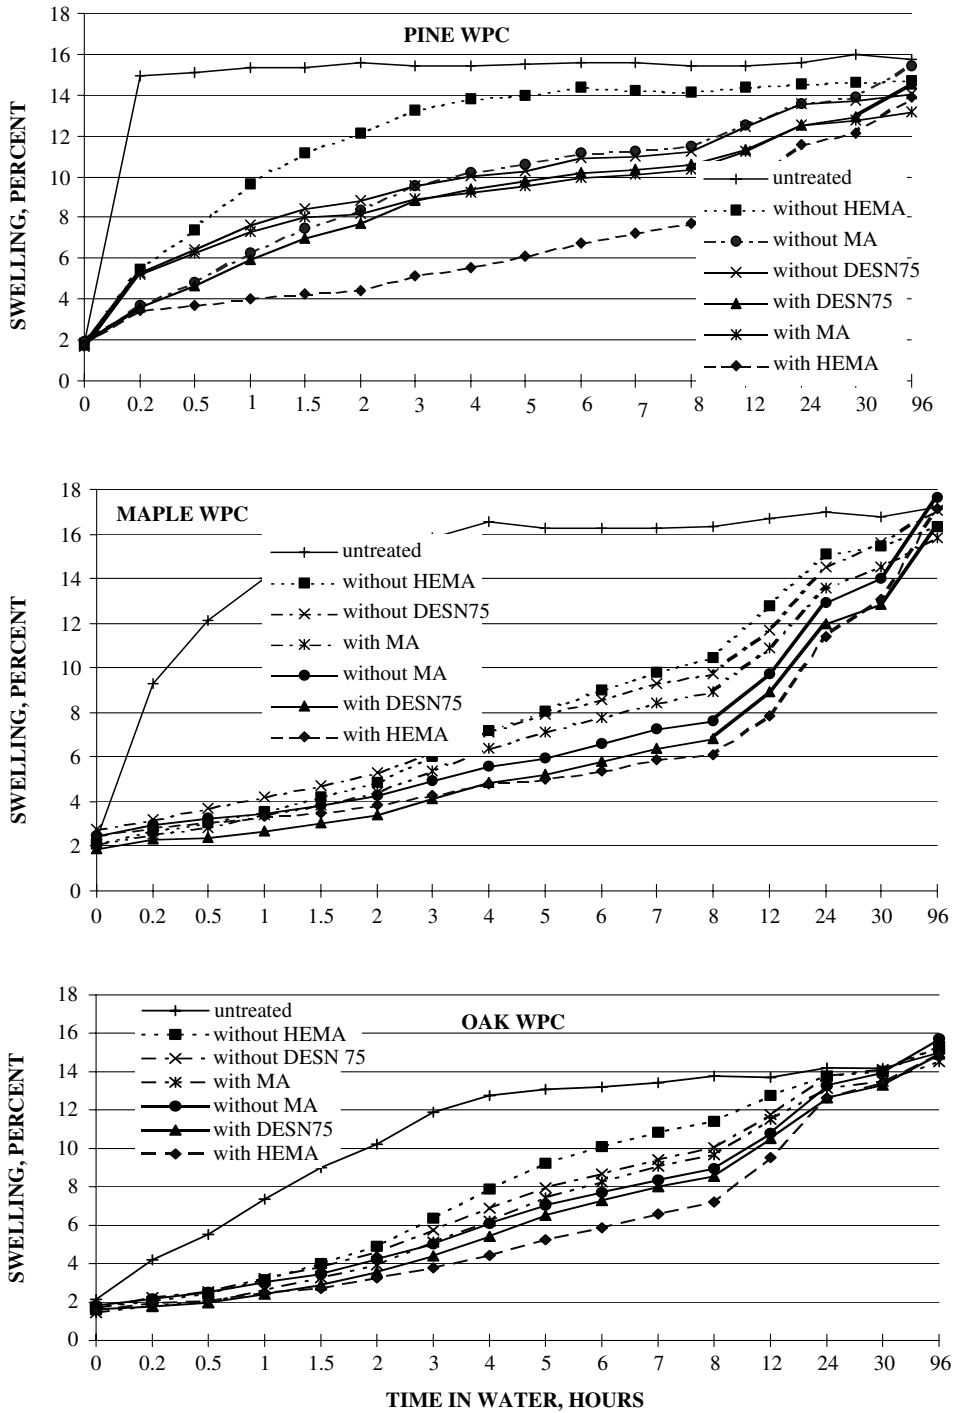 PINE WPC
SWELLING, PERCENT
18
16
14
12
10
8
6
4
2
0
0 0.2 0.5 1 1.5 2 3 4 5 6 7 8 12 24 30 96
untreated
without HEMA
without MA
without DESN75
with DESN75
with MA
with HEMA
MAPLE WPC
SWELLING, PERCENT
18
16
14
12
10
8
6
4
2
0
0 0.2 0.5 1 1.5 2 3 4 5 6 7 8 12 24 30 96
untreated
without HEMA
without DESN75
with MA
without MA
with DESN75
with HEMA
OAK WPC
SWELLING, PERCENT
18
16
14
12
10
8
6
4
2
0
0 0.2 0.5 1 1.5 2 3 4 5 6 7 8 12 24 30 96
untreated
without HEMA
without DESN 75
with MA
without MA
with DESN75
with HEMA
TIME IN WATER, HOURS